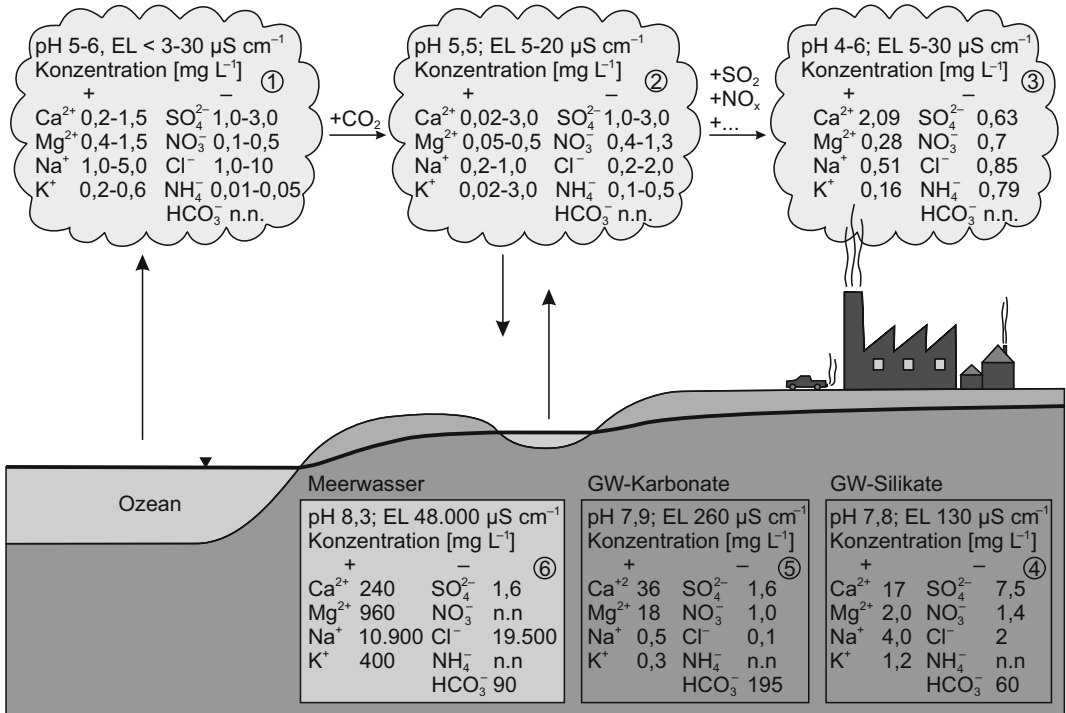 pH 5-6, EL < 3-30 µS cm⁻¹
Konzentration [mg L⁻¹]
①
+ −
Ca²⁺ 0,2-1,5 SO₄²⁻ 1,0-3,0
Mg²⁺ 0,4-1,5 NO₃⁻ 0,1-0,5
Na⁺ 1,0-5,0 Cl⁻ 1,0-10
K⁺ 0,2-0,6 NH₄⁻ 0,01-0,05
HCO₃⁻ n.n.
+CO₂
pH 5,5; EL 5-20 µS cm⁻¹
Konzentration [mg L⁻¹]
②
+ −
Ca²⁺ 0,02-3,0 SO₄²⁻ 1,0-3,0
Mg²⁺ 0,05-0,5 NO₃⁻ 0,4-1,3
Na⁺ 0,2-1,0 Cl⁻ 0,2-2,0
K⁺ 0,02-3,0 NH₄⁻ 0,1-0,5
HCO₃⁻ n.n.
+SO₂
+NOₓ
+...
pH 4-6; EL 5-30 µS cm⁻¹
Konzentration [mg L⁻¹]
③
+ −
Ca²⁺ 2,09 SO₄²⁻ 0,63
Mg²⁺ 0,28 NO₃⁻ 0,7
Na⁺ 0,51 Cl⁻ 0,85
K⁺ 0,16 NH₄⁻ 0,79
HCO₃⁻ n.n.
Ozean
Meerwasser
pH 8,3; EL 48.000 µS cm⁻¹
Konzentration [mg L⁻¹]
+ − ⑥
Ca²⁺ 240 SO₄²⁻ 1,6
Mg²⁺ 960 NO₃⁻ n.n
Na⁺ 10.900 Cl⁻ 19.500
K⁺ 400 NH₄⁻ n.n
HCO₃⁻ 90
GW-Karbonate
pH 7,9; EL 260 µS cm⁻¹
Konzentration [mg L⁻¹]
+ − ⑤
Ca⁺² 36 SO₄²⁻ 1,6
Mg²⁺ 18 NO₃⁻ 1,0
Na⁺ 0,5 Cl⁻ 0,1
K⁺ 0,3 NH₄⁻ n.n
HCO₃⁻ 195
GW-Silikate
pH 7,8; EL 130 µS cm⁻¹
Konzentration [mg L⁻¹]
+ − ④
Ca²⁺ 17 SO₄²⁻ 7,5
Mg²⁺ 2,0 NO₃⁻ 1,4
Na⁺ 4,0 Cl⁻ 2
K⁺ 1,2 NH₄⁻ n.n
HCO₃⁻ 60